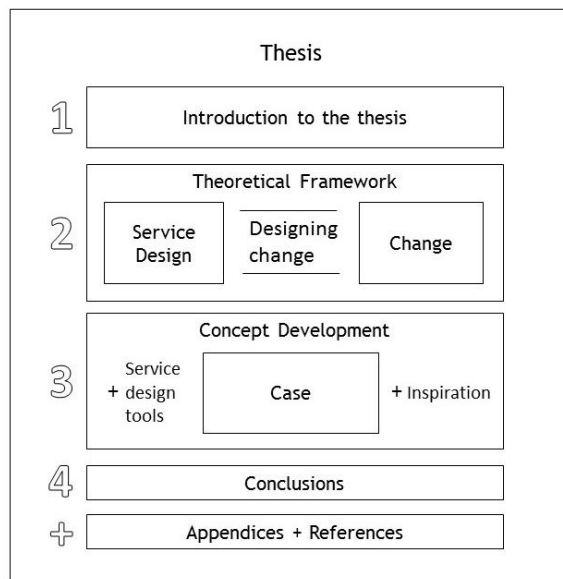 Thesis
1
Introduction to the thesis
2
Theoretical Framework
Service
Design
Designing
change
Change
3
Concept Development
+ Service
design
tools
Case
+ Inspiration
4
Conclusions
+
Appendices + References